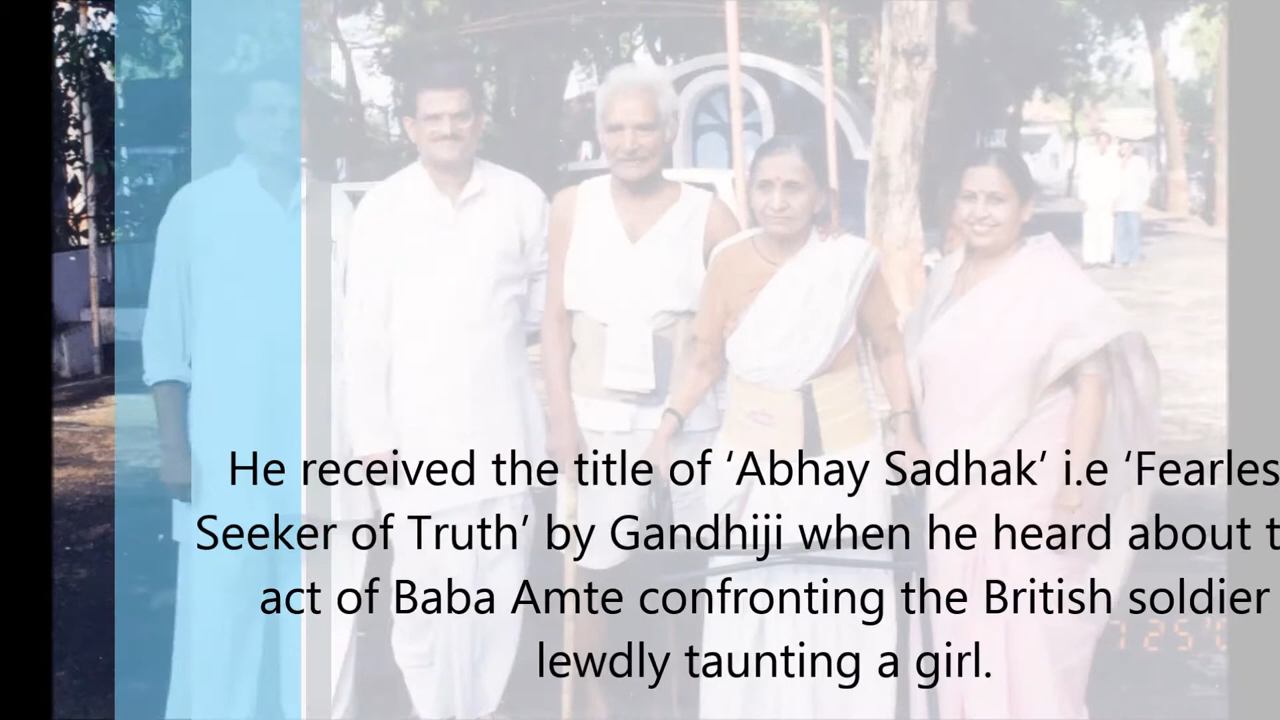 He received the title of ‘Abhay Sadhak’ i.e ‘Fearles
Seeker of Truth’ by Gandhiji when he heard about t
act of Baba Amte confronting the British soldier
lewdly taunting a girl.